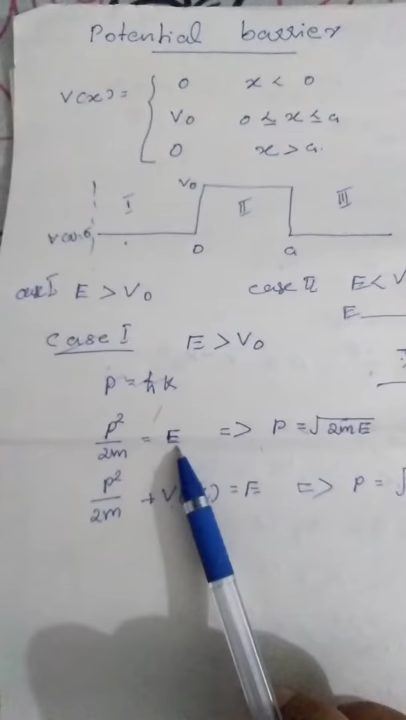 Potential barrier
V(x) = { 0 x < 0
V0 0 ≤ x ≤ a
0 x > a.
V0 I II III
0 a
case I E > V0 case II E < V
E
Case I E > V0
p = ħk
p²/2m = E => p = √2mE
p²/2m + V( ) = E => p = √